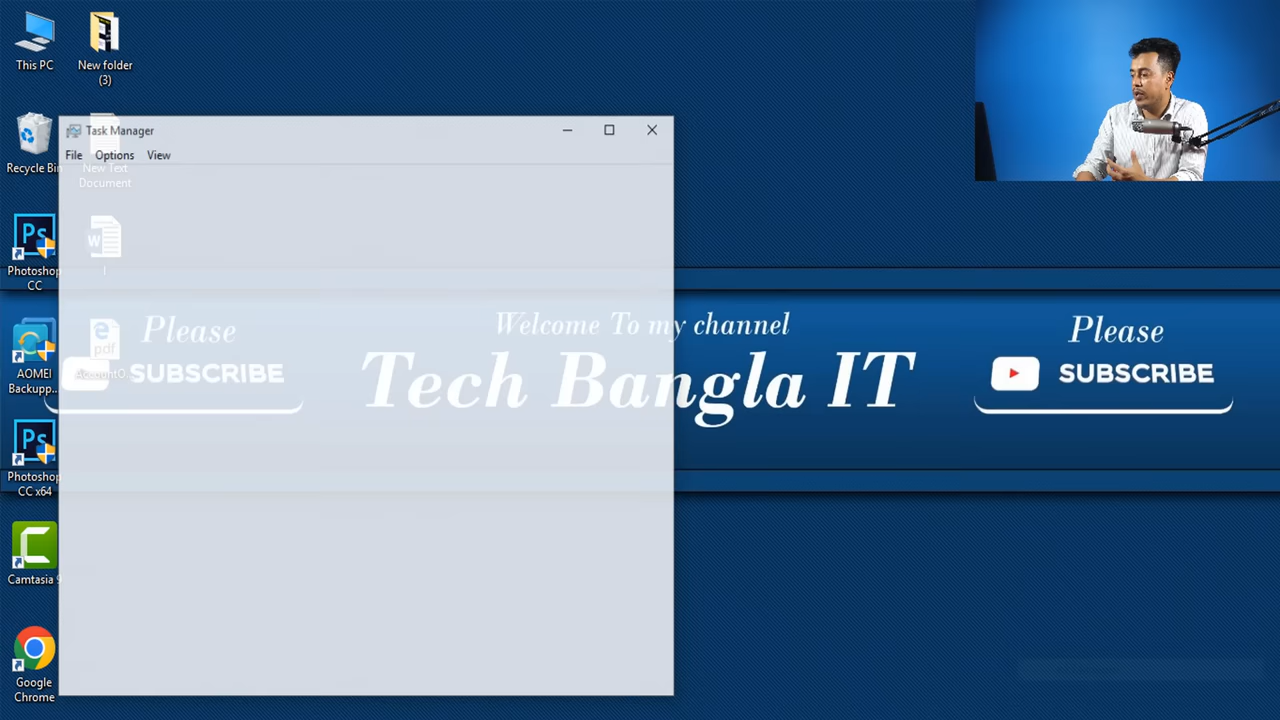 This PC
New folder
(3)
Recycle Bin
Task Manager
File Options View
New Text
Document
Photoshop
CC
I
AOMEI
Backupp...
Please
SUBSCRIBE
Welcome To my channel
Tech Bangla IT
Please
SUBSCRIBE
pdf
Photoshop
CC x64
Camtasia 9
Google
Chrome